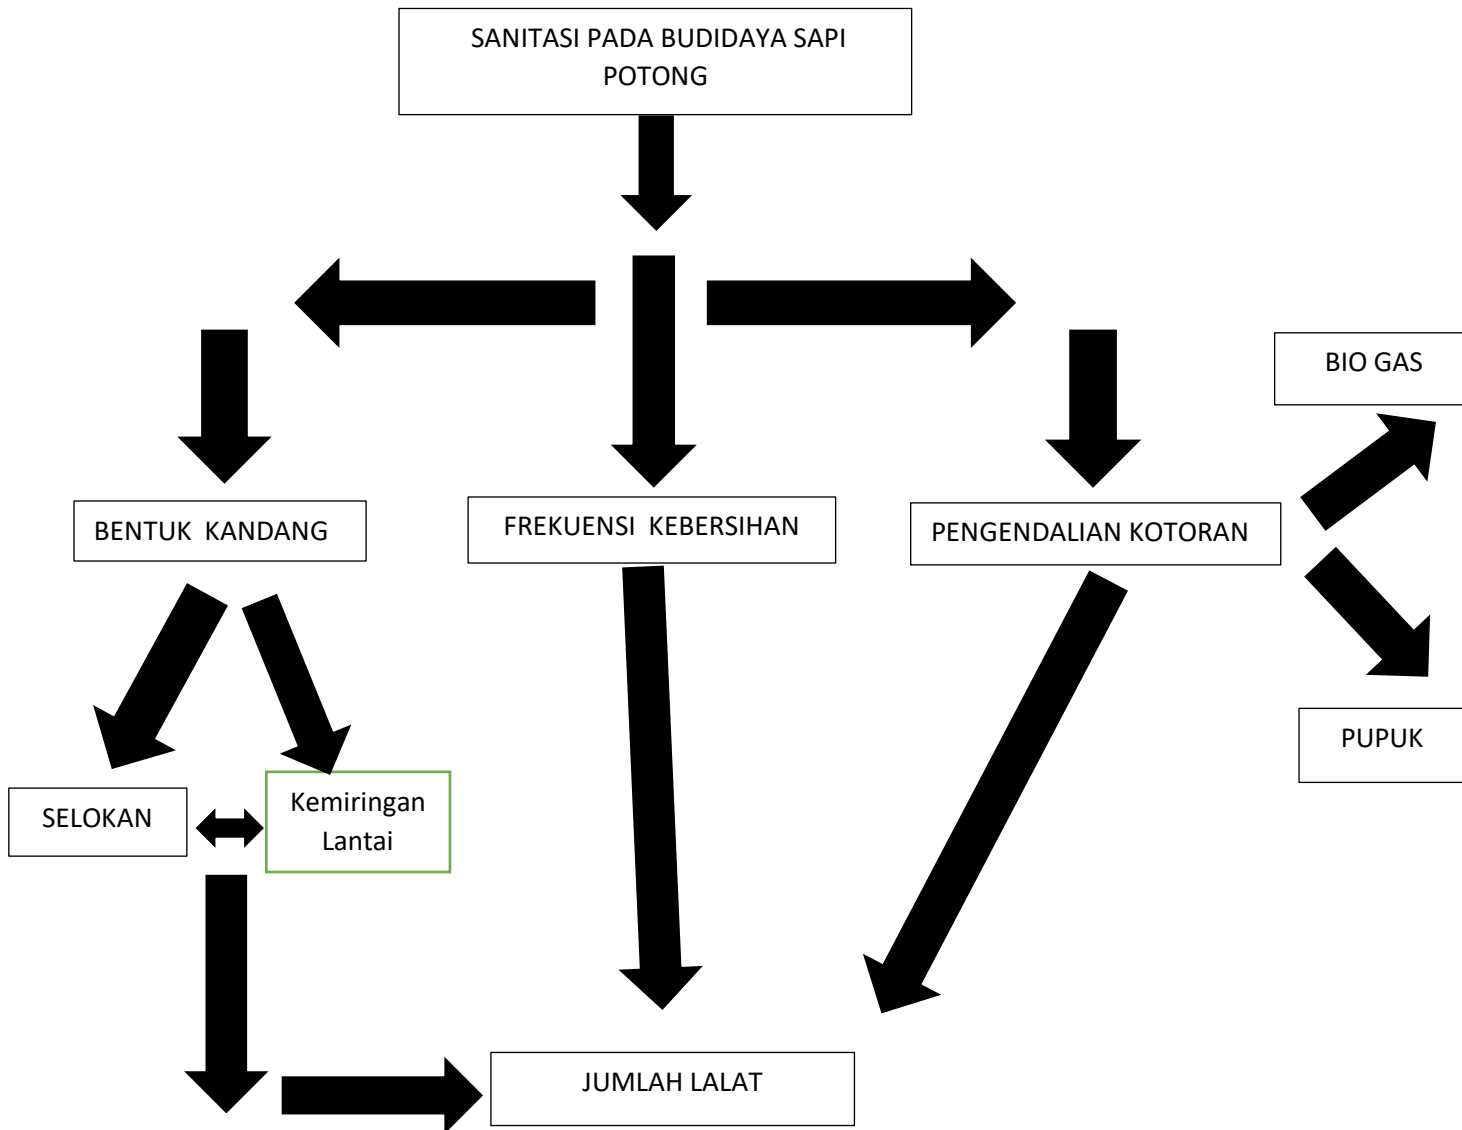 SANITASI PADA BUDIDAYA SAPI
POTONG
BIO GAS
BENTUK  KANDANG
FREKUENSI  KEBERSIHAN
PENGENDALIAN KOTORAN
PUPUK
SELOKAN
Kemiringan
Lantai
JUMLAH LALAT